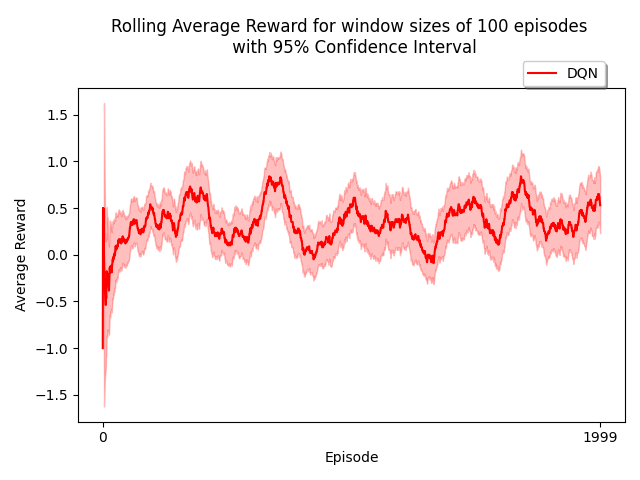 Rolling Average Reward for window sizes of 100 episodes
with 95% Confidence Interval
DQN
1.5
1.0
0.5
0.0
−0.5
−1.0
−1.5
Average Reward
0
1999
Episode